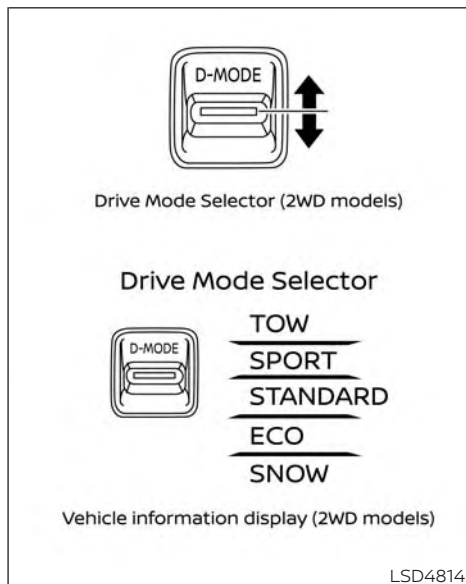 D-MODE
Drive Mode Selector (2WD models)
Drive Mode Selector
D-MODE
TOW
SPORT
STANDARD
ECO
SNOW
Vehicle information display (2WD models)
LSD4814